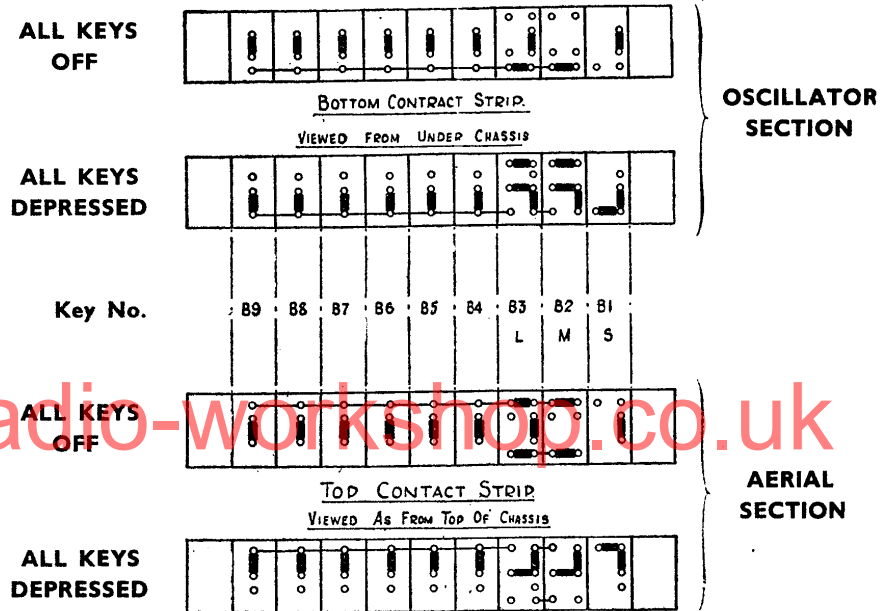 ALL KEYS
OFF
BOTTOM CONTRACT STRIP.
VIEWED FROM UNDER CHASSIS
OSCILLATOR
SECTION
ALL KEYS
DEPRESSED
Key No. B9 B8 B7 B6 B5 B4 B3 B2 B1
L M S
ALL KEYS
OFF
adio-workshop.co.uk
TOP CONTACT STRIP
VIEWED AS FROM TOP OF CHASSIS
AERIAL
SECTION
ALL KEYS
DEPRESSED